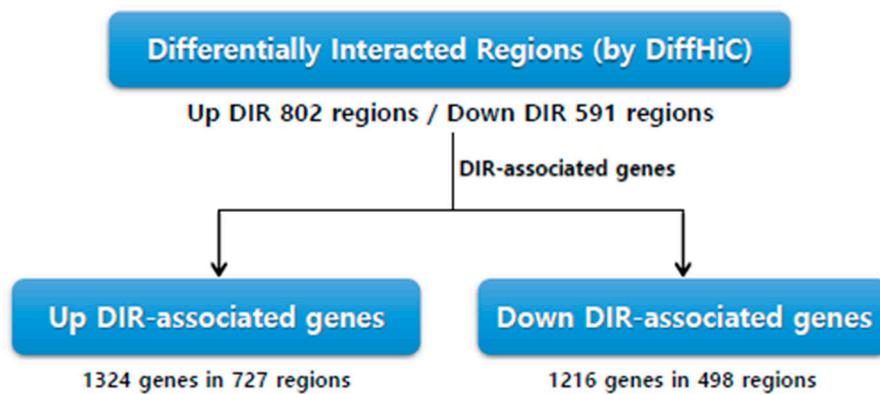 Differentially Interacted Regions (by DiffHiC)
Up DIR 802 regions / Down DIR 591 regions
DIR-associated genes
Up DIR-associated genes
Down DIR-associated genes
1324 genes in 727 regions
1216 genes in 498 regions